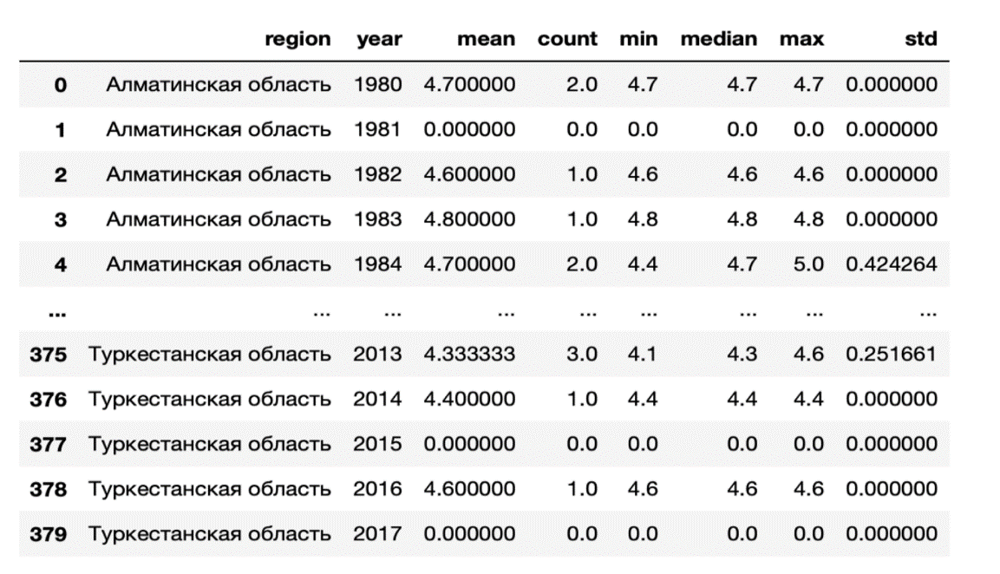 region year mean count min median max std
0 Алматинская область 1980 4.700000 2.0 4.7 4.7 4.7 0.000000
1 Алматинская область 1981 0.000000 0.0 0.0 0.0 0.0 0.000000
2 Алматинская область 1982 4.600000 1.0 4.6 4.6 4.6 0.000000
3 Алматинская область 1983 4.800000 1.0 4.8 4.8 4.8 0.000000
4 Алматинская область 1984 4.700000 2.0 4.4 4.7 5.0 0.424264
... ... ... ... ... ... ... ... ...
375 Туркестанская область 2013 4.333333 3.0 4.1 4.3 4.6 0.251661
376 Туркестанская область 2014 4.400000 1.0 4.4 4.4 4.4 0.000000
377 Туркестанская область 2015 0.000000 0.0 0.0 0.0 0.0 0.000000
378 Туркестанская область 2016 4.600000 1.0 4.6 4.6 4.6 0.000000
379 Туркестанская область 2017 0.000000 0.0 0.0 0.0 0.0 0.000000